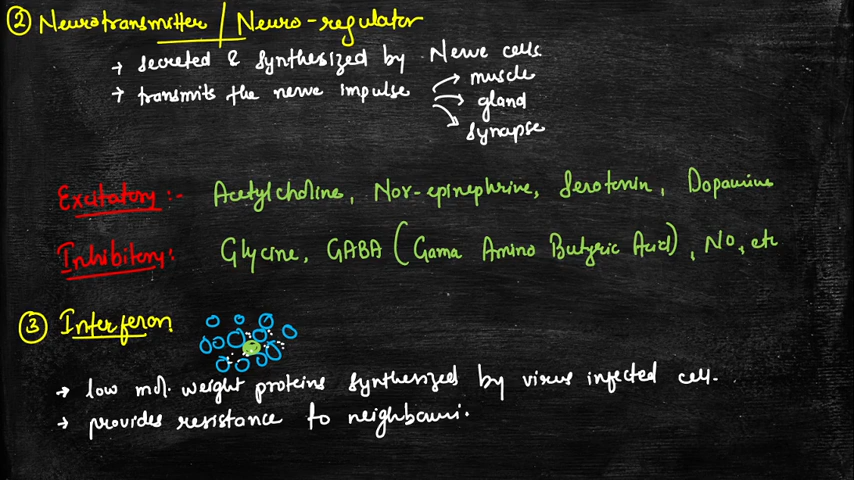 ② Neurotransmitter / Neuro-regulator
→ secreted & synthesized by Nerve cells
→ transmits the nerve impulse → muscle
→ gland
→ synapse
Excitatory :- Acetylcholine, Nor-epinephrine, Serotonin, Dopamine
Inhibitory : Glycine, GABA (Gama Amino Butyric Acid), NO, etc
③ Interferon
→ low mol. weight proteins synthesized by virus infected cell.
→ provides resistance to